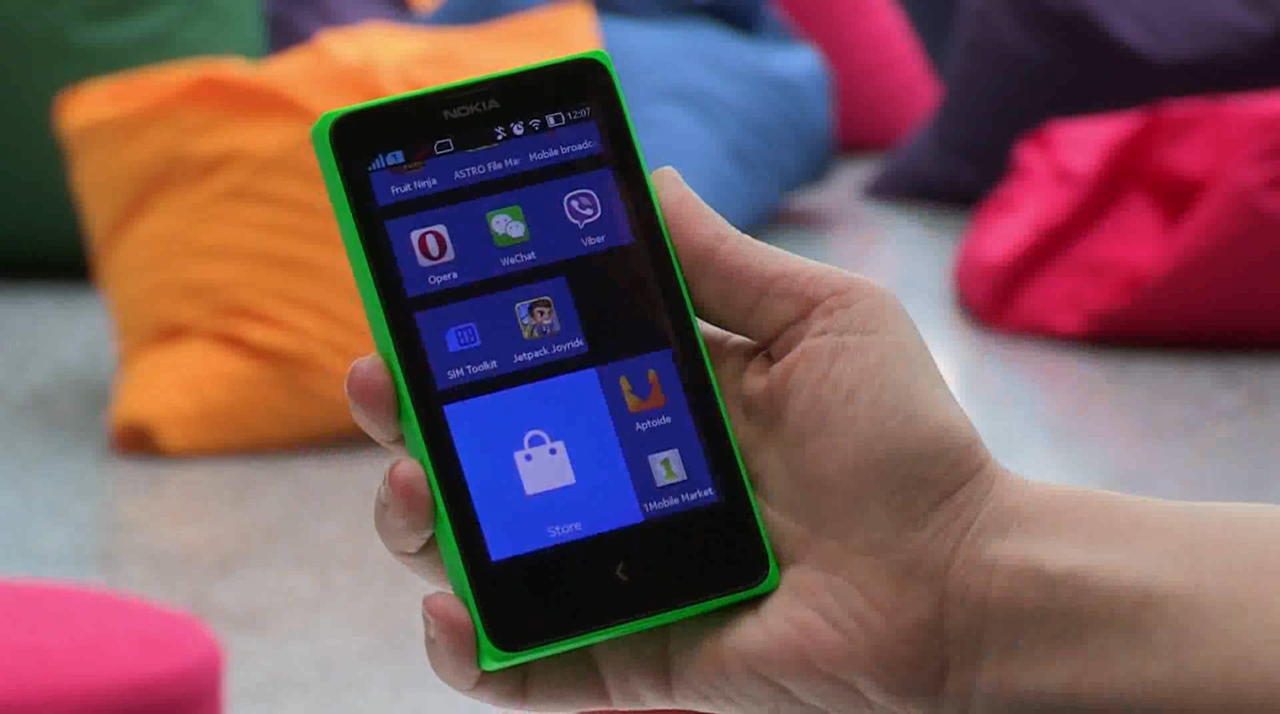 NOKIA
12:07
Fruit Ninja
ASTRO File Ma
Mobile broadc
Opera
WeChat
Viber
SIM Toolkit
Jetpack Joyride
Aptoide
1
1Mobile Market
Store